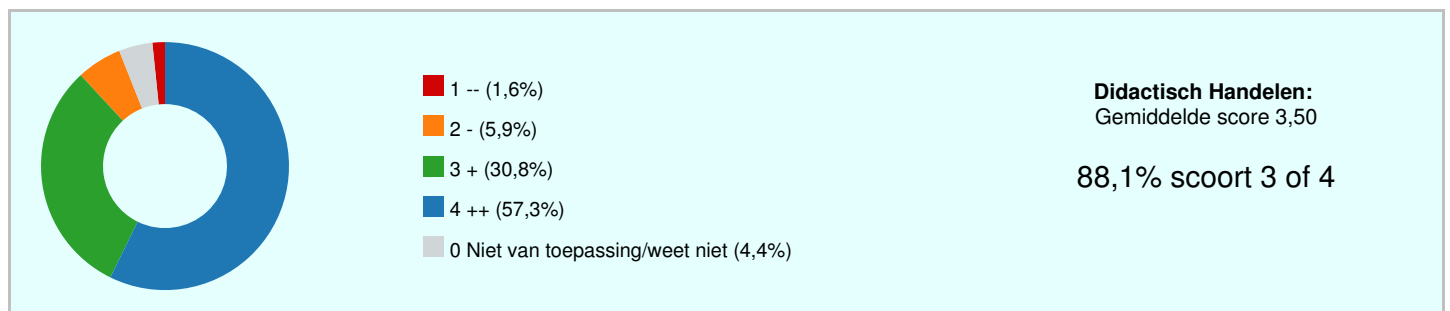 1 -- (1,6%)
2 - (5,9%)
3 + (30,8%)
4 ++ (57,3%)
0 Niet van toepassing/weet niet (4,4%)
Didactisch Handelen:
Gemiddelde score 3,50
88,1% scoort 3 of 4